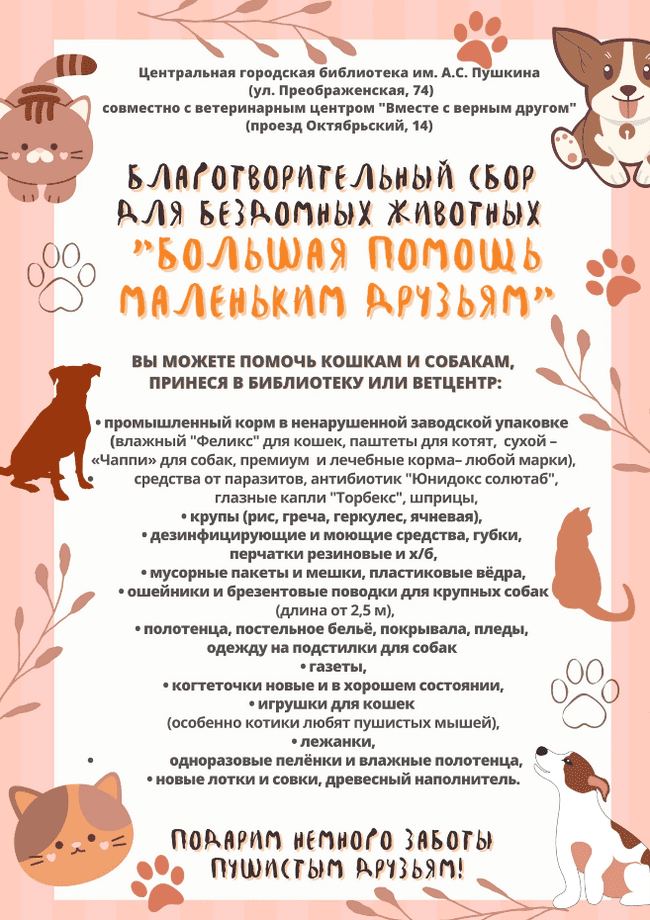 Центральная городская библиотека им. А.С. Пушкина
(ул. Преображенская, 74)
совместно с ветеринарным центром "Вместе с верным другом"
(проезд Октябрьский, 14)
БЛАГОТВОРИТЕЛЬНЫЙ СБОР
ДЛЯ БЕЗДОМНЫХ ЖИВОТНЫХ
"БОЛЬШАЯ ПОМОЩЬ
МАЛЕНЬКИМ ДРУЗЬЯМ"
ВЫ МОЖЕТЕ ПОМОЧЬ КОШКАМ И СОБАКАМ,
ПРИНЕСЯ В БИБЛИОТЕКУ ИЛИ ВЕТЦЕНТР:
• промышленный корм в ненарушенной заводской упаковке
(влажный "Феликс" для кошек, паштеты для котят, сухой –
«Чаппи» для собак, премиум и лечебные корма– любой марки),
• средства от паразитов, антибиотик "Юнидокс солютаб",
глазные капли "Торбекс", шприцы,
• крупы (рис, греча, геркулес, ячневая),
• дезинфицирующие и моющие средства, губки,
перчатки резиновые и х/б,
• мусорные пакеты и мешки, пластиковые вёдра,
• ошейники и брезентовые поводки для крупных собак
(длина от 2,5 м),
• полотенца, постельное бельё, покрывала, пледы,
одежду на подстилки для собак
• газеты,
• когтеточки новые и в хорошем состоянии,
• игрушки для кошек
(особенно котики любят пушистых мышей),
• лежанки,
• одноразовые пелёнки и влажные полотенца,
• новые лотки и совки, древесный наполнитель.
ПОДАРИМ НЕМНОГО ЗАБОТЫ
ПУШИСТЫМ ДРУЗЬЯМ!